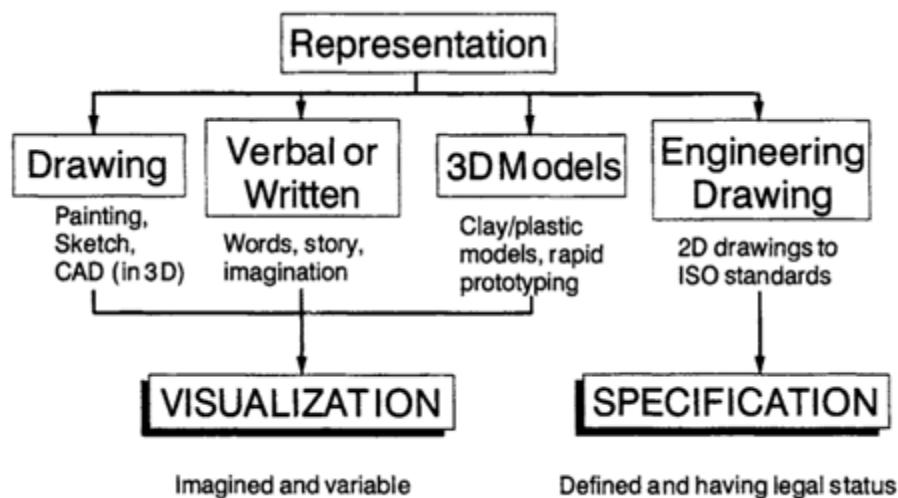 Representation
Drawing
Verbal or
Written
3D Models
Engineering
Drawing
Painting,
Sketch,
CAD (in 3D)
Words, story,
imagination
Clay/plastic
models, rapid
prototyping
2D drawings to
ISO standards
VISUALIZATION
SPECIFICATION
Imagined and variable
Defined and having legal status